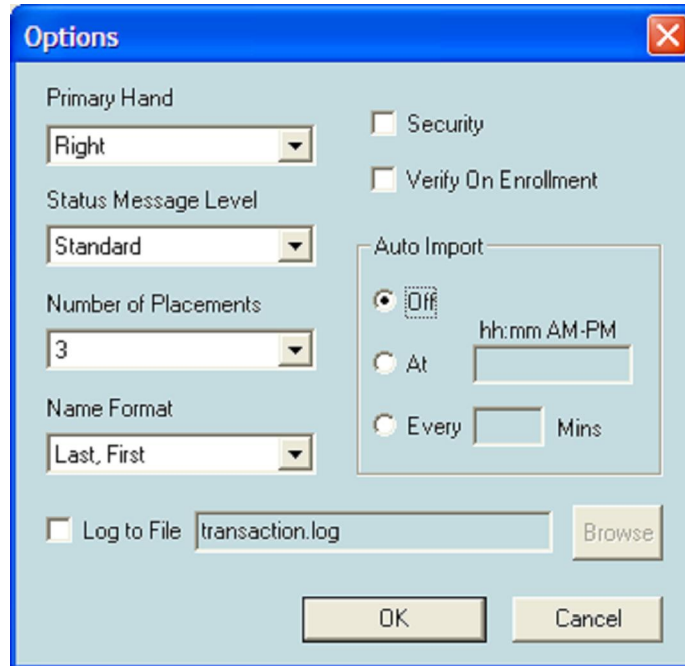 Options
Primary Hand
Right
Status Message Level
Standard
Number of Placements
3
Name Format
Last, First
Security
Verify On Enrollment
Auto Import
Off
hh:mm AM-PM
At
Every Mins
Log to File transaction.log Browse
OK Cancel